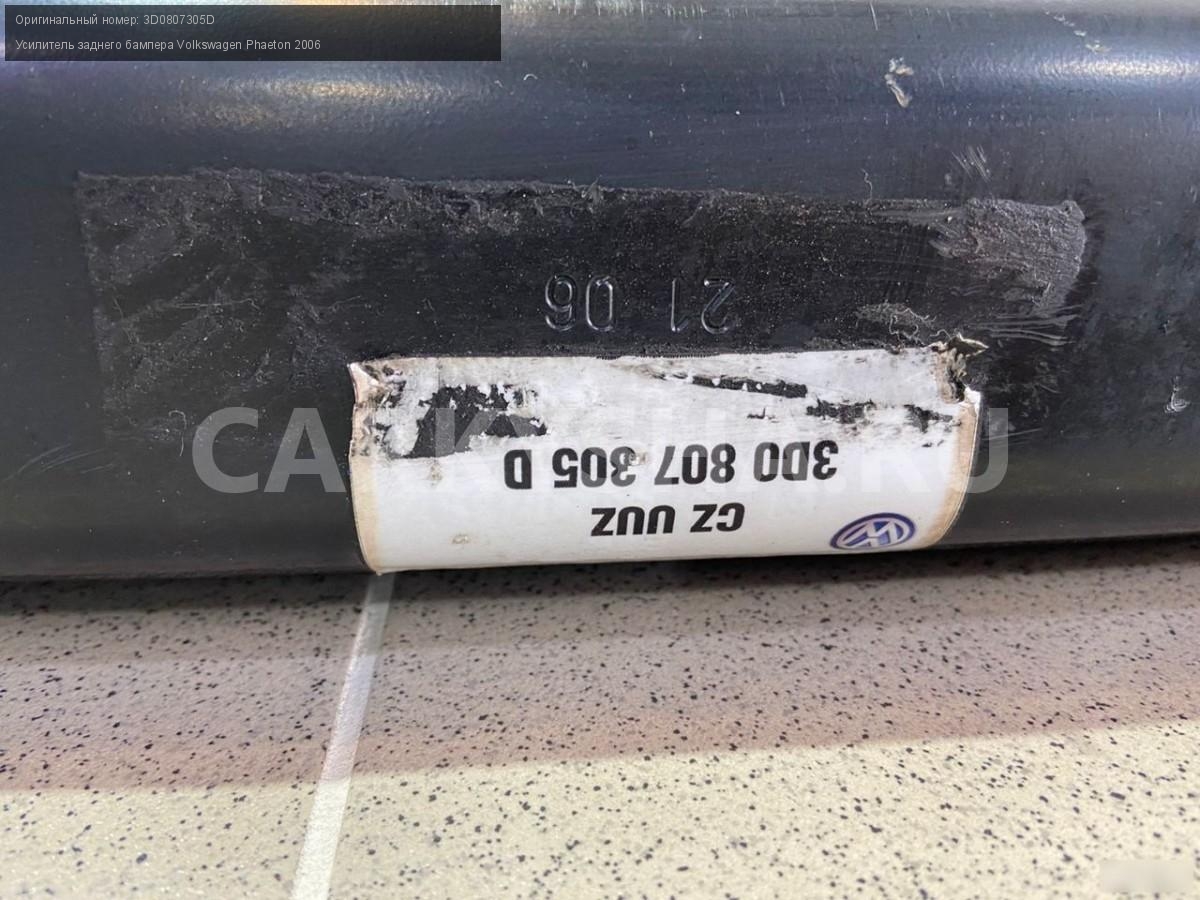 Оригинальный номер: 3D0807305D
Усилитель заднего бампера Volkswagen Phaeton 2006
21 06
CZ UUZ
3D0 807 305 D